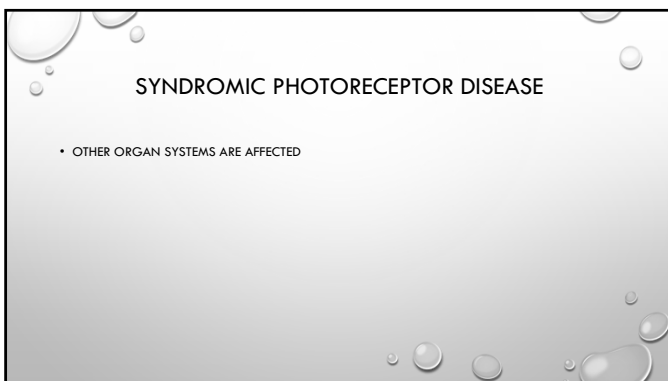 SYNDROMIC PHOTORECEPTOR DISEASE
• OTHER ORGAN SYSTEMS ARE AFFECTED